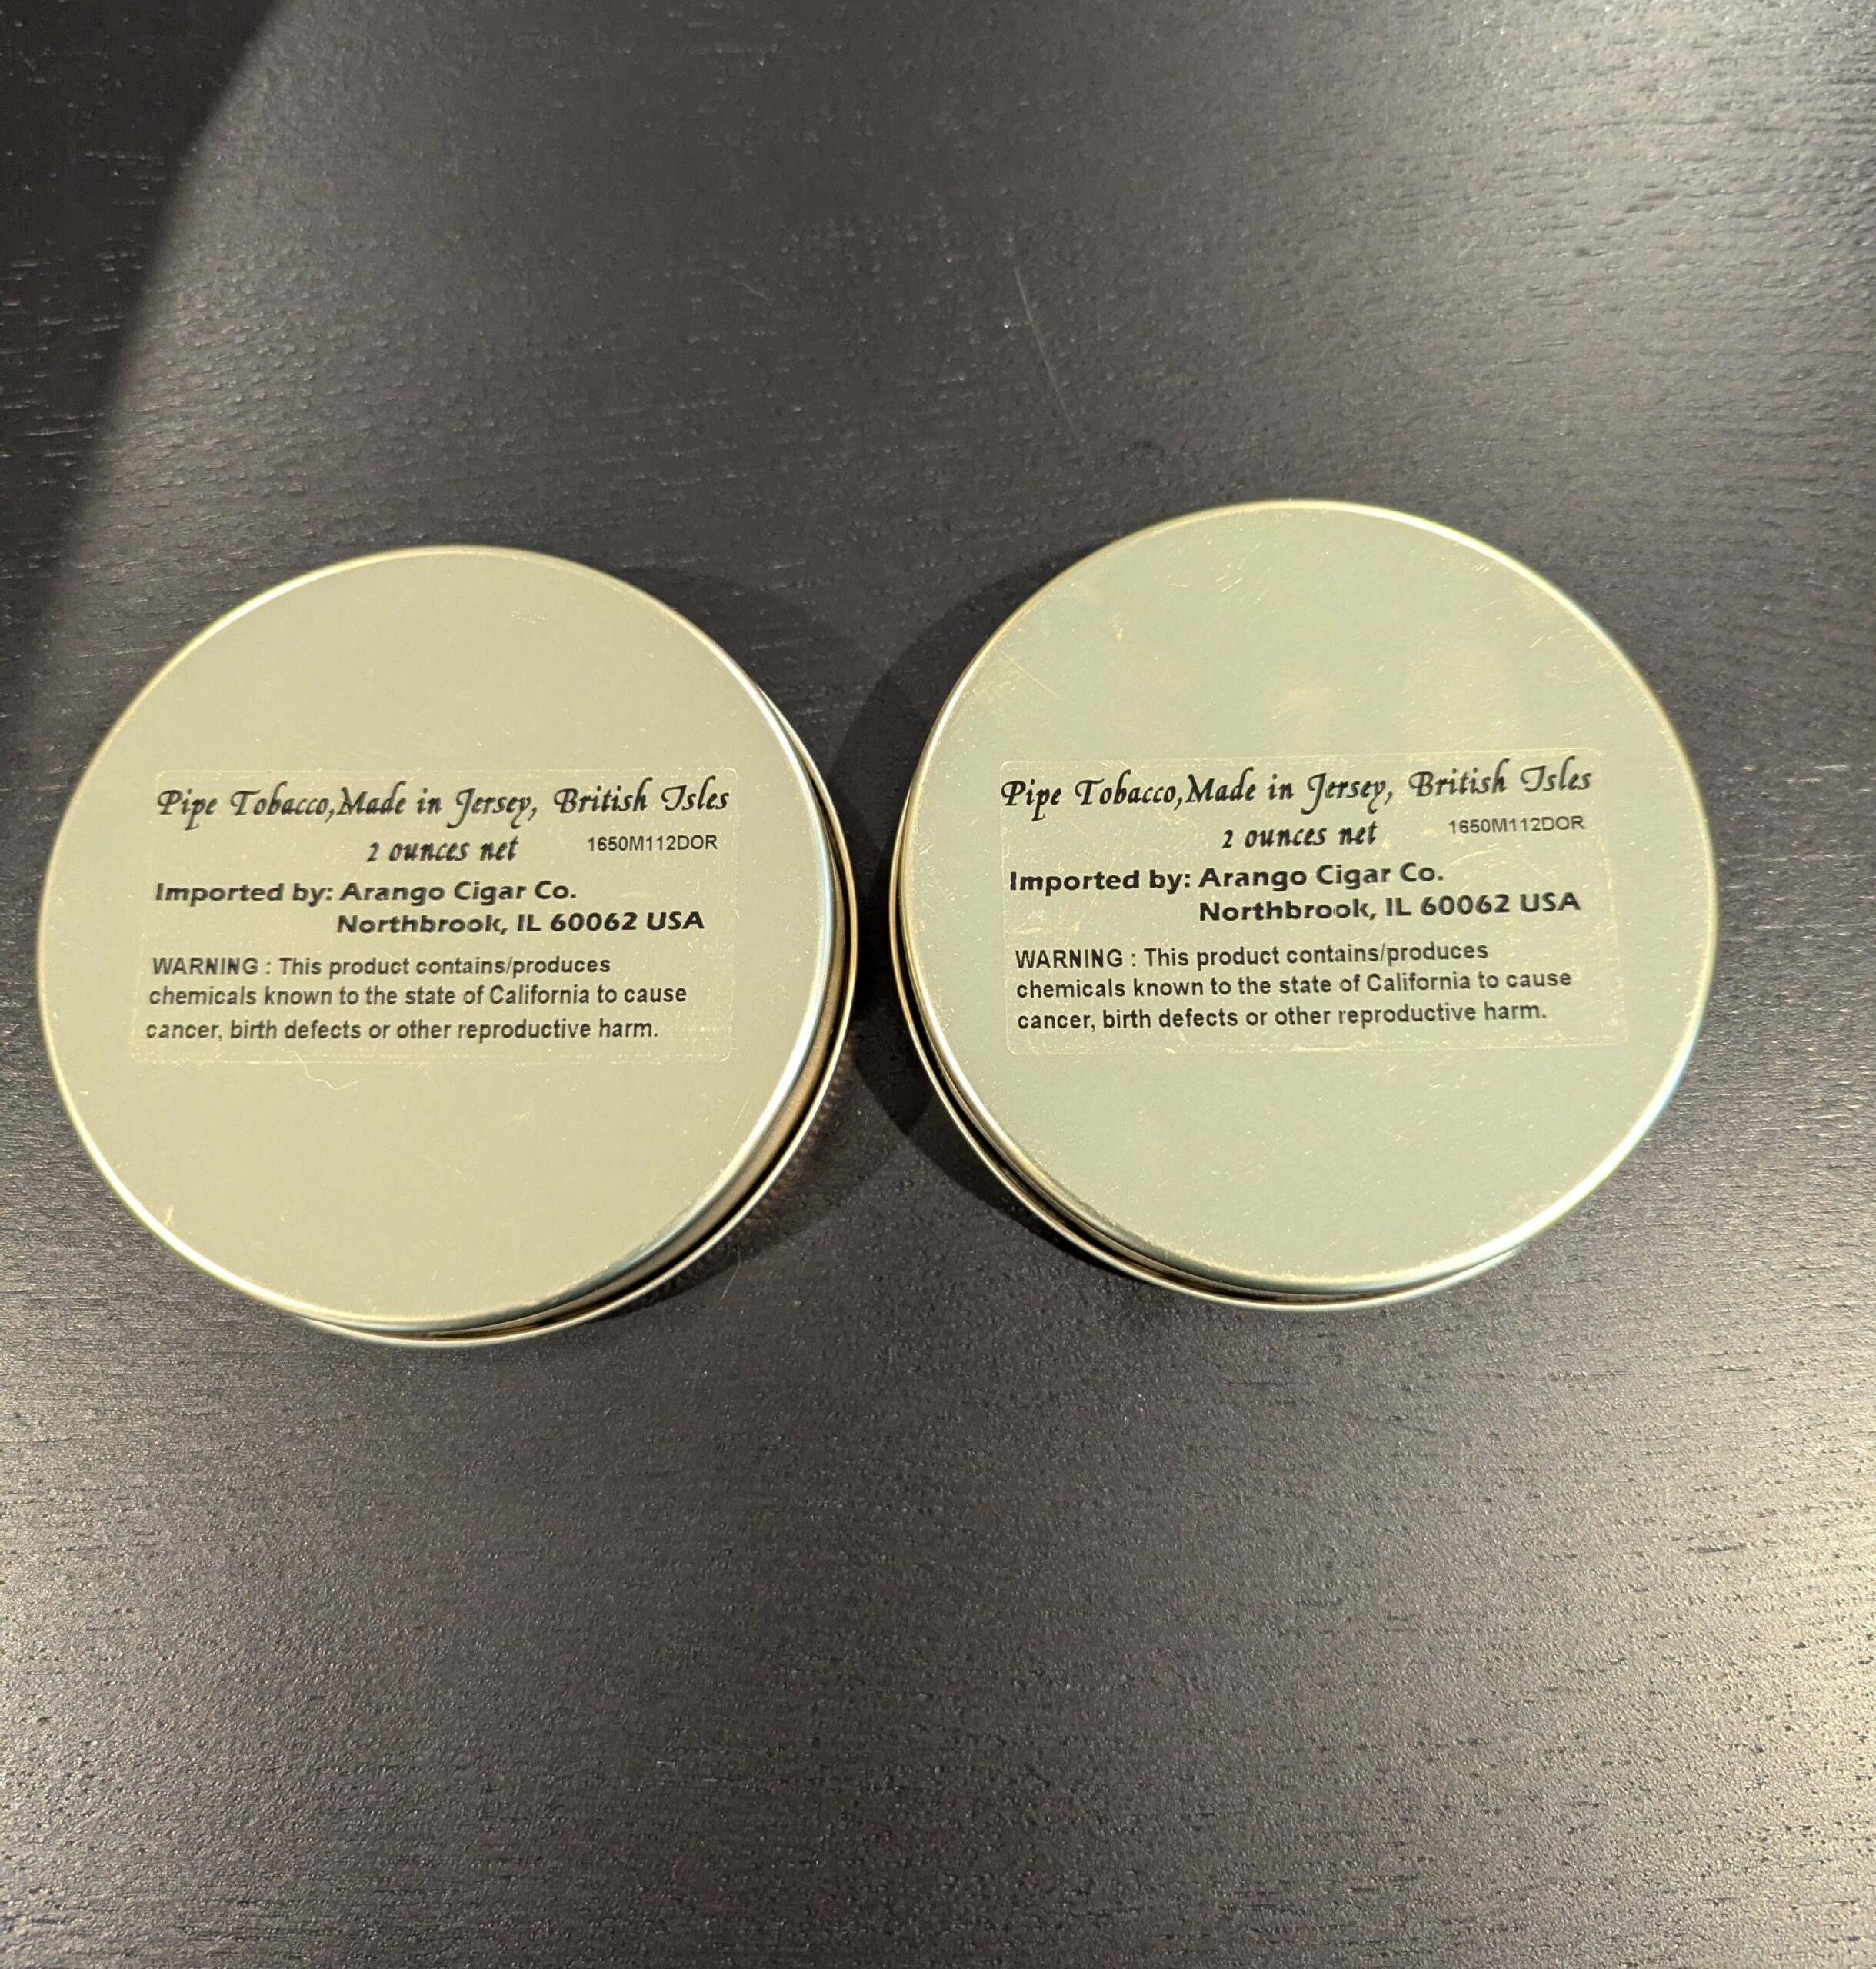 Pipe Tobacco,Made in Jersey, British Isles
2 ounces net 1650M112DOR
Imported by: Arango Cigar Co.
Northbrook, IL 60062 USA
WARNING : This product contains/produces
chemicals known to the state of California to cause
cancer, birth defects or other reproductive harm.
Pipe Tobacco,Made in Jersey, British Isles
2 ounces net 1650M112DOR
Imported by: Arango Cigar Co.
Northbrook, IL 60062 USA
WARNING : This product contains/produces
chemicals known to the state of California to cause
cancer, birth defects or other reproductive harm.